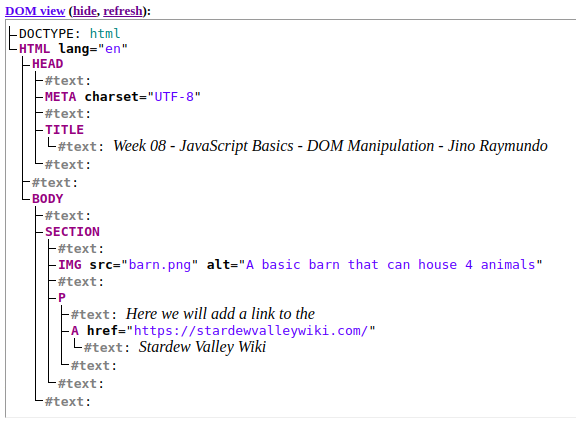 DOM view (hide, refresh):
DOCTYPE: html
HTML lang="en"
HEAD
#text:
META charset="UTF-8"
#text:
TITLE
#text: Week 08 - JavaScript Basics - DOM Manipulation - Jino Raymundo
#text:
#text:
BODY
#text:
SECTION
#text:
IMG src="barn.png" alt="A basic barn that can house 4 animals"
#text:
P
#text: Here we will add a link to the
A href="https://stardewvalleywiki.com/"
#text: Stardew Valley Wiki
#text:
#text:
#text: